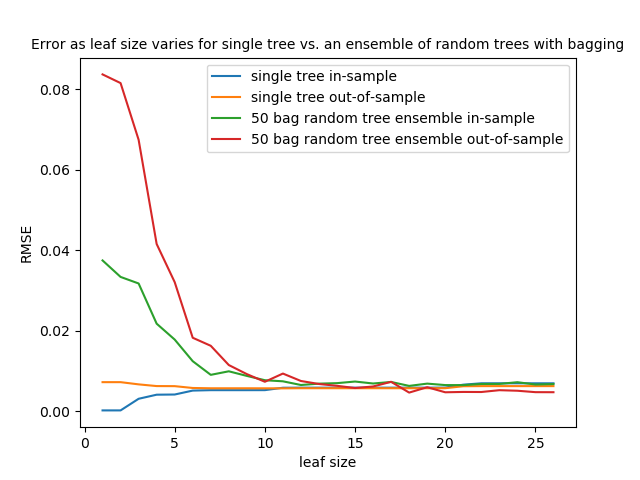 Error as leaf size varies for single tree vs. an ensemble of random trees with bagging
single tree in-sample
single tree out-of-sample
50 bag random tree ensemble in-sample
50 bag random tree ensemble out-of-sample
RMSE
0.08
0.06
0.04
0.02
0.00
0 5 10 15 20 25
leaf size